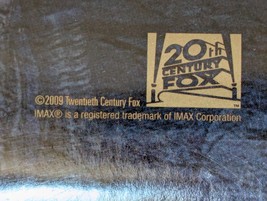 20th
CENTURY
FOX
™
©2009 Twentieth Century Fox
IMAX® is a registered trademark of IMAX Corporation